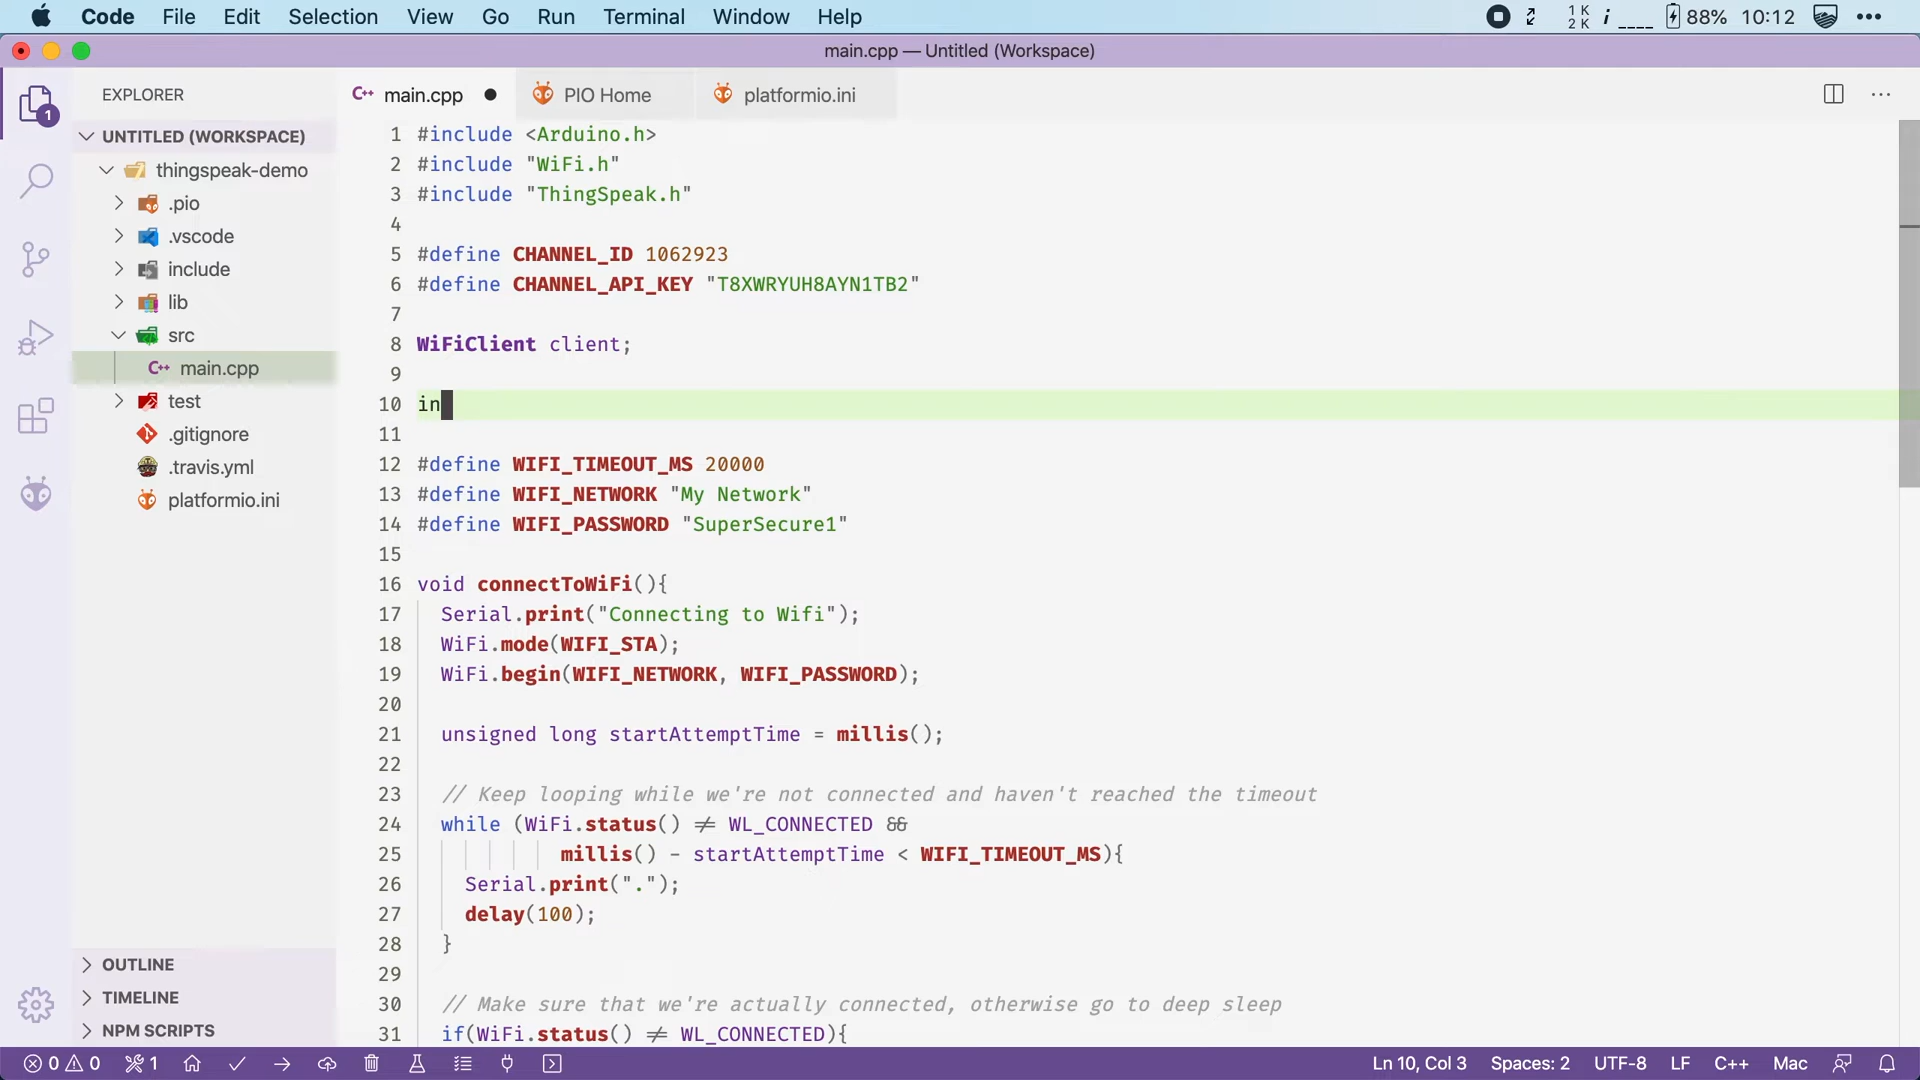 Code File Edit Selection View Go Run Terminal Window Help 1 K 2 K i 88% 10:12
main.cpp — Untitled (Workspace)
EXPLORER
UNTITLED (WORKSPACE)
thingspeak-demo
.pio
.vscode
include
lib
src
C++ main.cpp
test
.gitignore
.travis.yml
platformio.ini
OUTLINE
TIMELINE
NPM SCRIPTS
1
C++ main.cpp PIO Home platformio.ini
1 #include <Arduino.h>
2 #include "WiFi.h"
3 #include "ThingSpeak.h"
4
5 #define CHANNEL_ID 1062923
6 #define CHANNEL_API_KEY "T8XWRYUH8AYN1TB2"
7
8 WiFiClient client;
9
10 in
11
12 #define WIFI_TIMEOUT_MS 20000
13 #define WIFI_NETWORK "My Network"
14 #define WIFI_PASSWORD "SuperSecure1"
15
16 void connectToWiFi(){
17 Serial.print("Connecting to Wifi");
18 WiFi.mode(WIFI_STA);
19 WiFi.begin(WIFI_NETWORK, WIFI_PASSWORD);
20
21 unsigned long startAttemptTime = millis();
22
23 // Keep looping while we're not connected and haven't reached the timeout
24 while (WiFi.status() != WL_CONNECTED &&
25 millis() - startAttemptTime < WIFI_TIMEOUT_MS){
26 Serial.print(".");
27 delay(100);
28 }
29
30 // Make sure that we're actually connected, otherwise go to deep sleep
31 if(WiFi.status() != WL_CONNECTED){
0 0 1 Ln 10, Col 3 Spaces: 2 UTF-8 LF C++ Mac